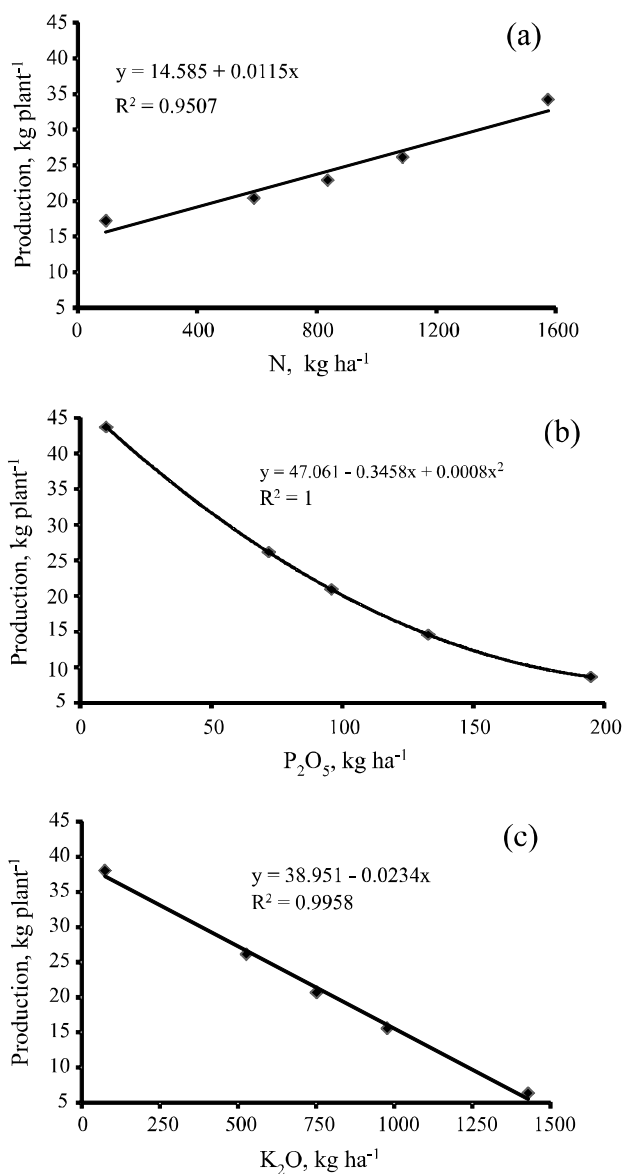 (a)
y = 14.585 + 0.0115x
R² = 0.9507
Production, kg plant⁻¹
45
40
35
30
25
20
15
10
5
0 400 800 1200 1600
N, kg ha⁻¹
(b)
y = 47.061 - 0.3458x + 0.0008x²
R² = 1
Production, kg plant⁻¹
45
40
35
30
25
20
15
10
5
0 50 100 150 200
P₂O₅, kg ha⁻¹
(c)
y = 38.951 - 0.0234x
R² = 0.9958
Production, kg plant⁻¹
45
40
35
30
25
20
15
10
5
0 250 500 750 1000 1250 1500
K₂O, kg ha⁻¹